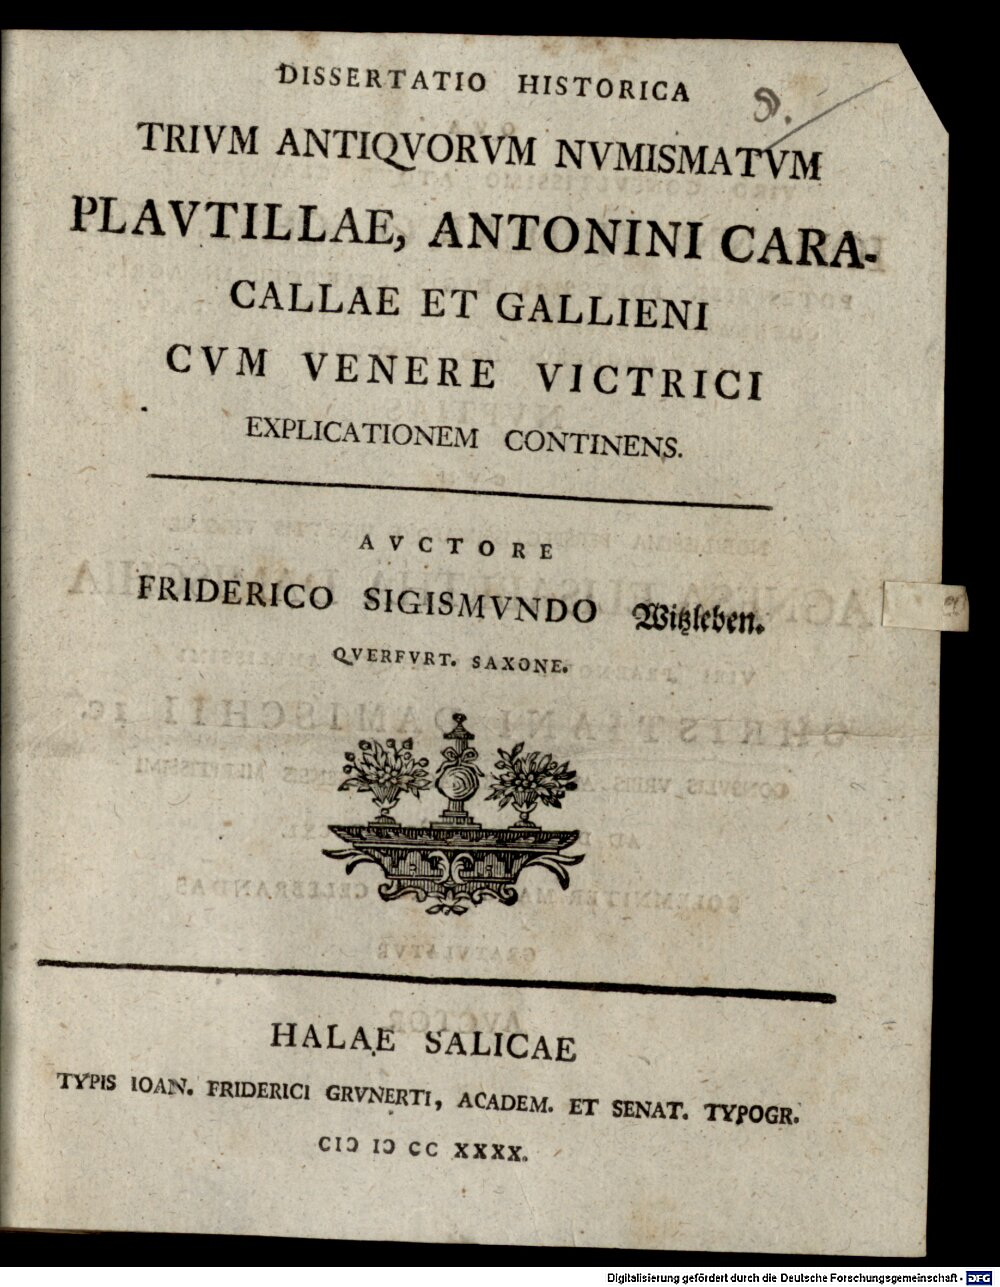 DISSERTATIO HISTORICA
TRIVM ANTIQVORVM NVMISMATVM
PLAVTILLAE, ANTONINI CARA-
CALLAE ET GALLIENI
CVM VENERE VICTRICI
EXPLICATIONEM CONTINENS.
AVCTORE
FRIDERICO SIGISMVNDO Witzleben.
QVERFVRT. SAXONE.
HALAE SALICAE
TYPIS IOAN. FRIDERICI GRVNERTI, ACADEM. ET SENAT. TYPOGR.
CIↃ IↃ CC XXXX.
Digitalisierung gefördert durch die Deutsche Forschungsgemeinschaft - DFG